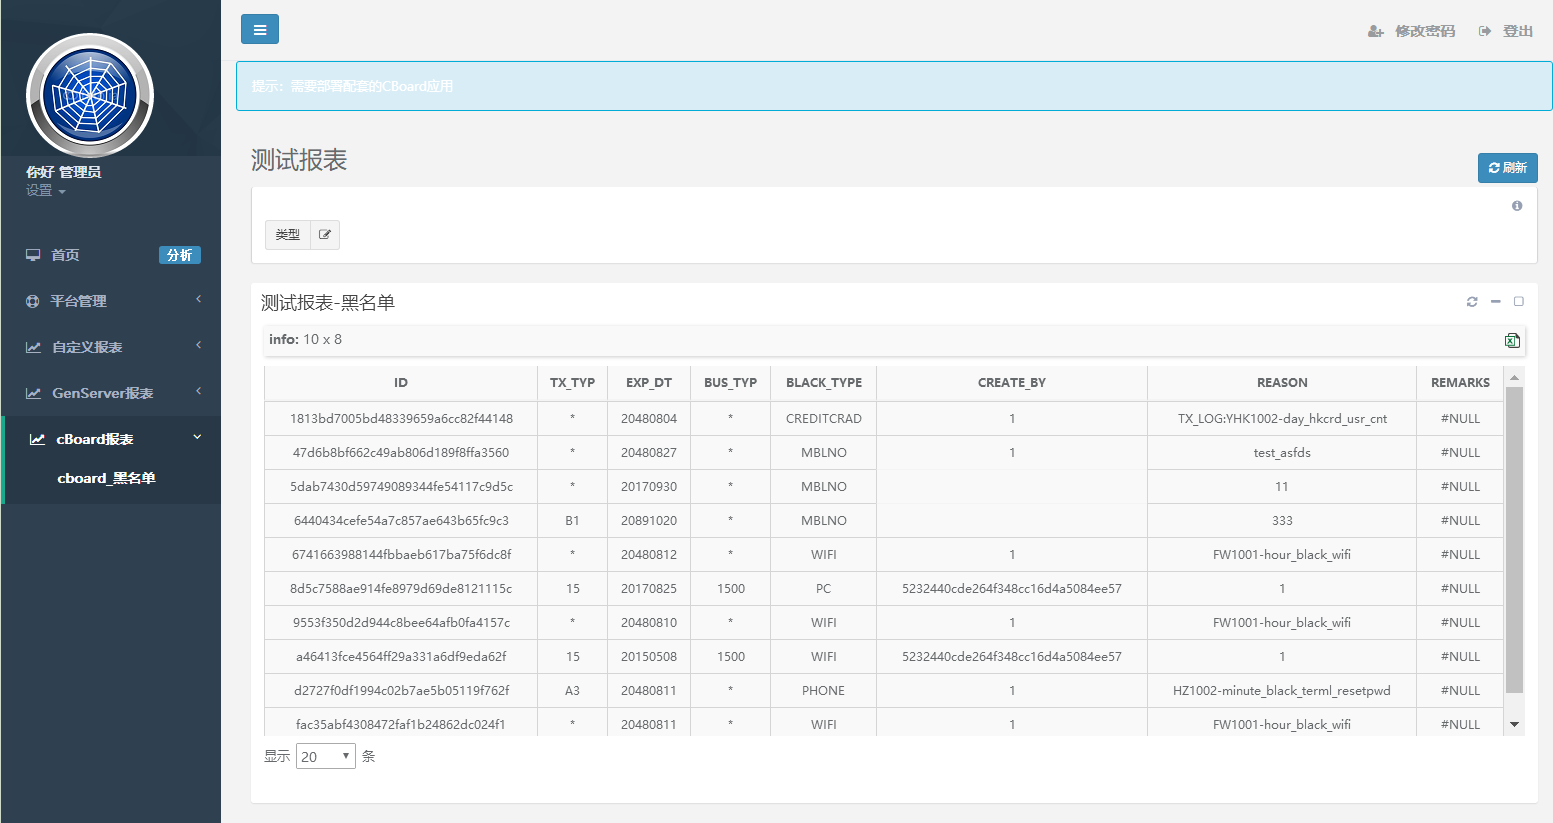 修改密码 登出
提示：需要部署配套的CBoard应用
你好 管理员
设置
首页 分析
平台管理
自定义报表
GenServer报表
cBoard报表
cboard_黑名单
测试报表
刷新
类型
测试报表-黑名单
info: 10 x 8
ID TX_TYP EXP_DT BUS_TYP BLACK_TYPE CREATE_BY REASON REMARKS
1813bd7005bd48339659a6cc82f44148 * 20480804 * CREDITCRAD 1 TX_LOG:YHK1002-day_hkcrd_usr_cnt #NULL
47d6b8bf662c49ab806d189f8ffa3560 * 20480827 * MBLNO 1 test_asfds #NULL
5dab7430d59749089344fe54117c9d5c * 20170930 * MBLNO 11 #NULL
6440434cefe54a7c857ae643b65fc9c3 B1 20891020 * MBLNO 333 #NULL
6741663988144fbbaeb617ba75f6dc8f * 20480812 * WIFI 1 FW1001-hour_black_wifi #NULL
8d5c7588ae914fe8979d69de8121115c 15 20170825 1500 PC 5232440cde264f348cc16d4a5084ee57 1 #NULL
9553f350d2d944c8bee64afb0fa4157c * 20480810 * WIFI 1 FW1001-hour_black_wifi #NULL
a46413fce4564ff29a331a6df9eda62f 15 20150508 1500 WIFI 5232440cde264f348cc16d4a5084ee57 1 #NULL
d2727f0df1994c02b7ae5b05119f762f A3 20480811 * PHONE 1 HZ1002-minute_black_terml_resetpwd #NULL
fac35abf4308472faf1b24862dc024f1 * 20480811 * WIFI 1 FW1001-hour_black_wifi #NULL
显示 20 条